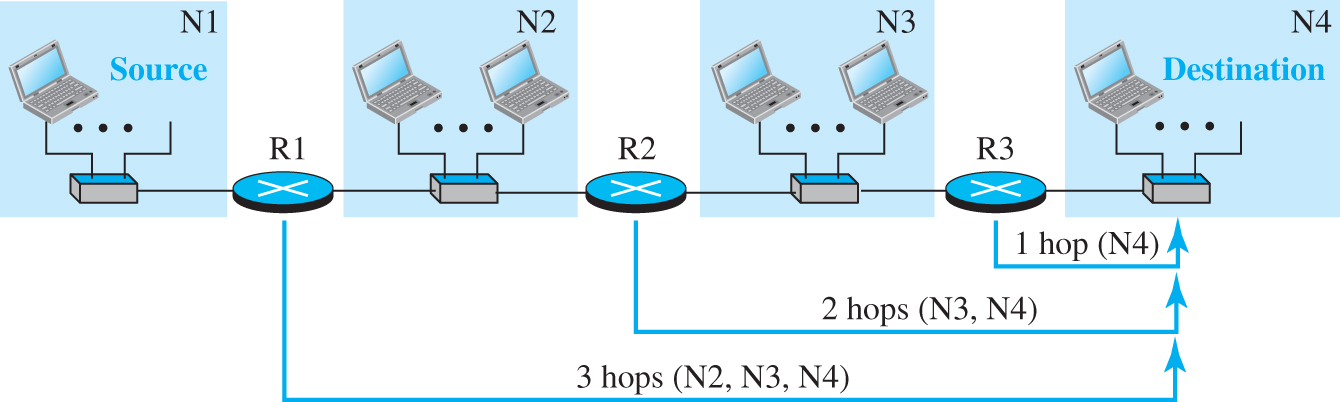 N1
N2
N3
N4
Source
Destination
R1
R2
R3
1 hop (N4)
2 hops (N3, N4)
3 hops (N2, N3, N4)